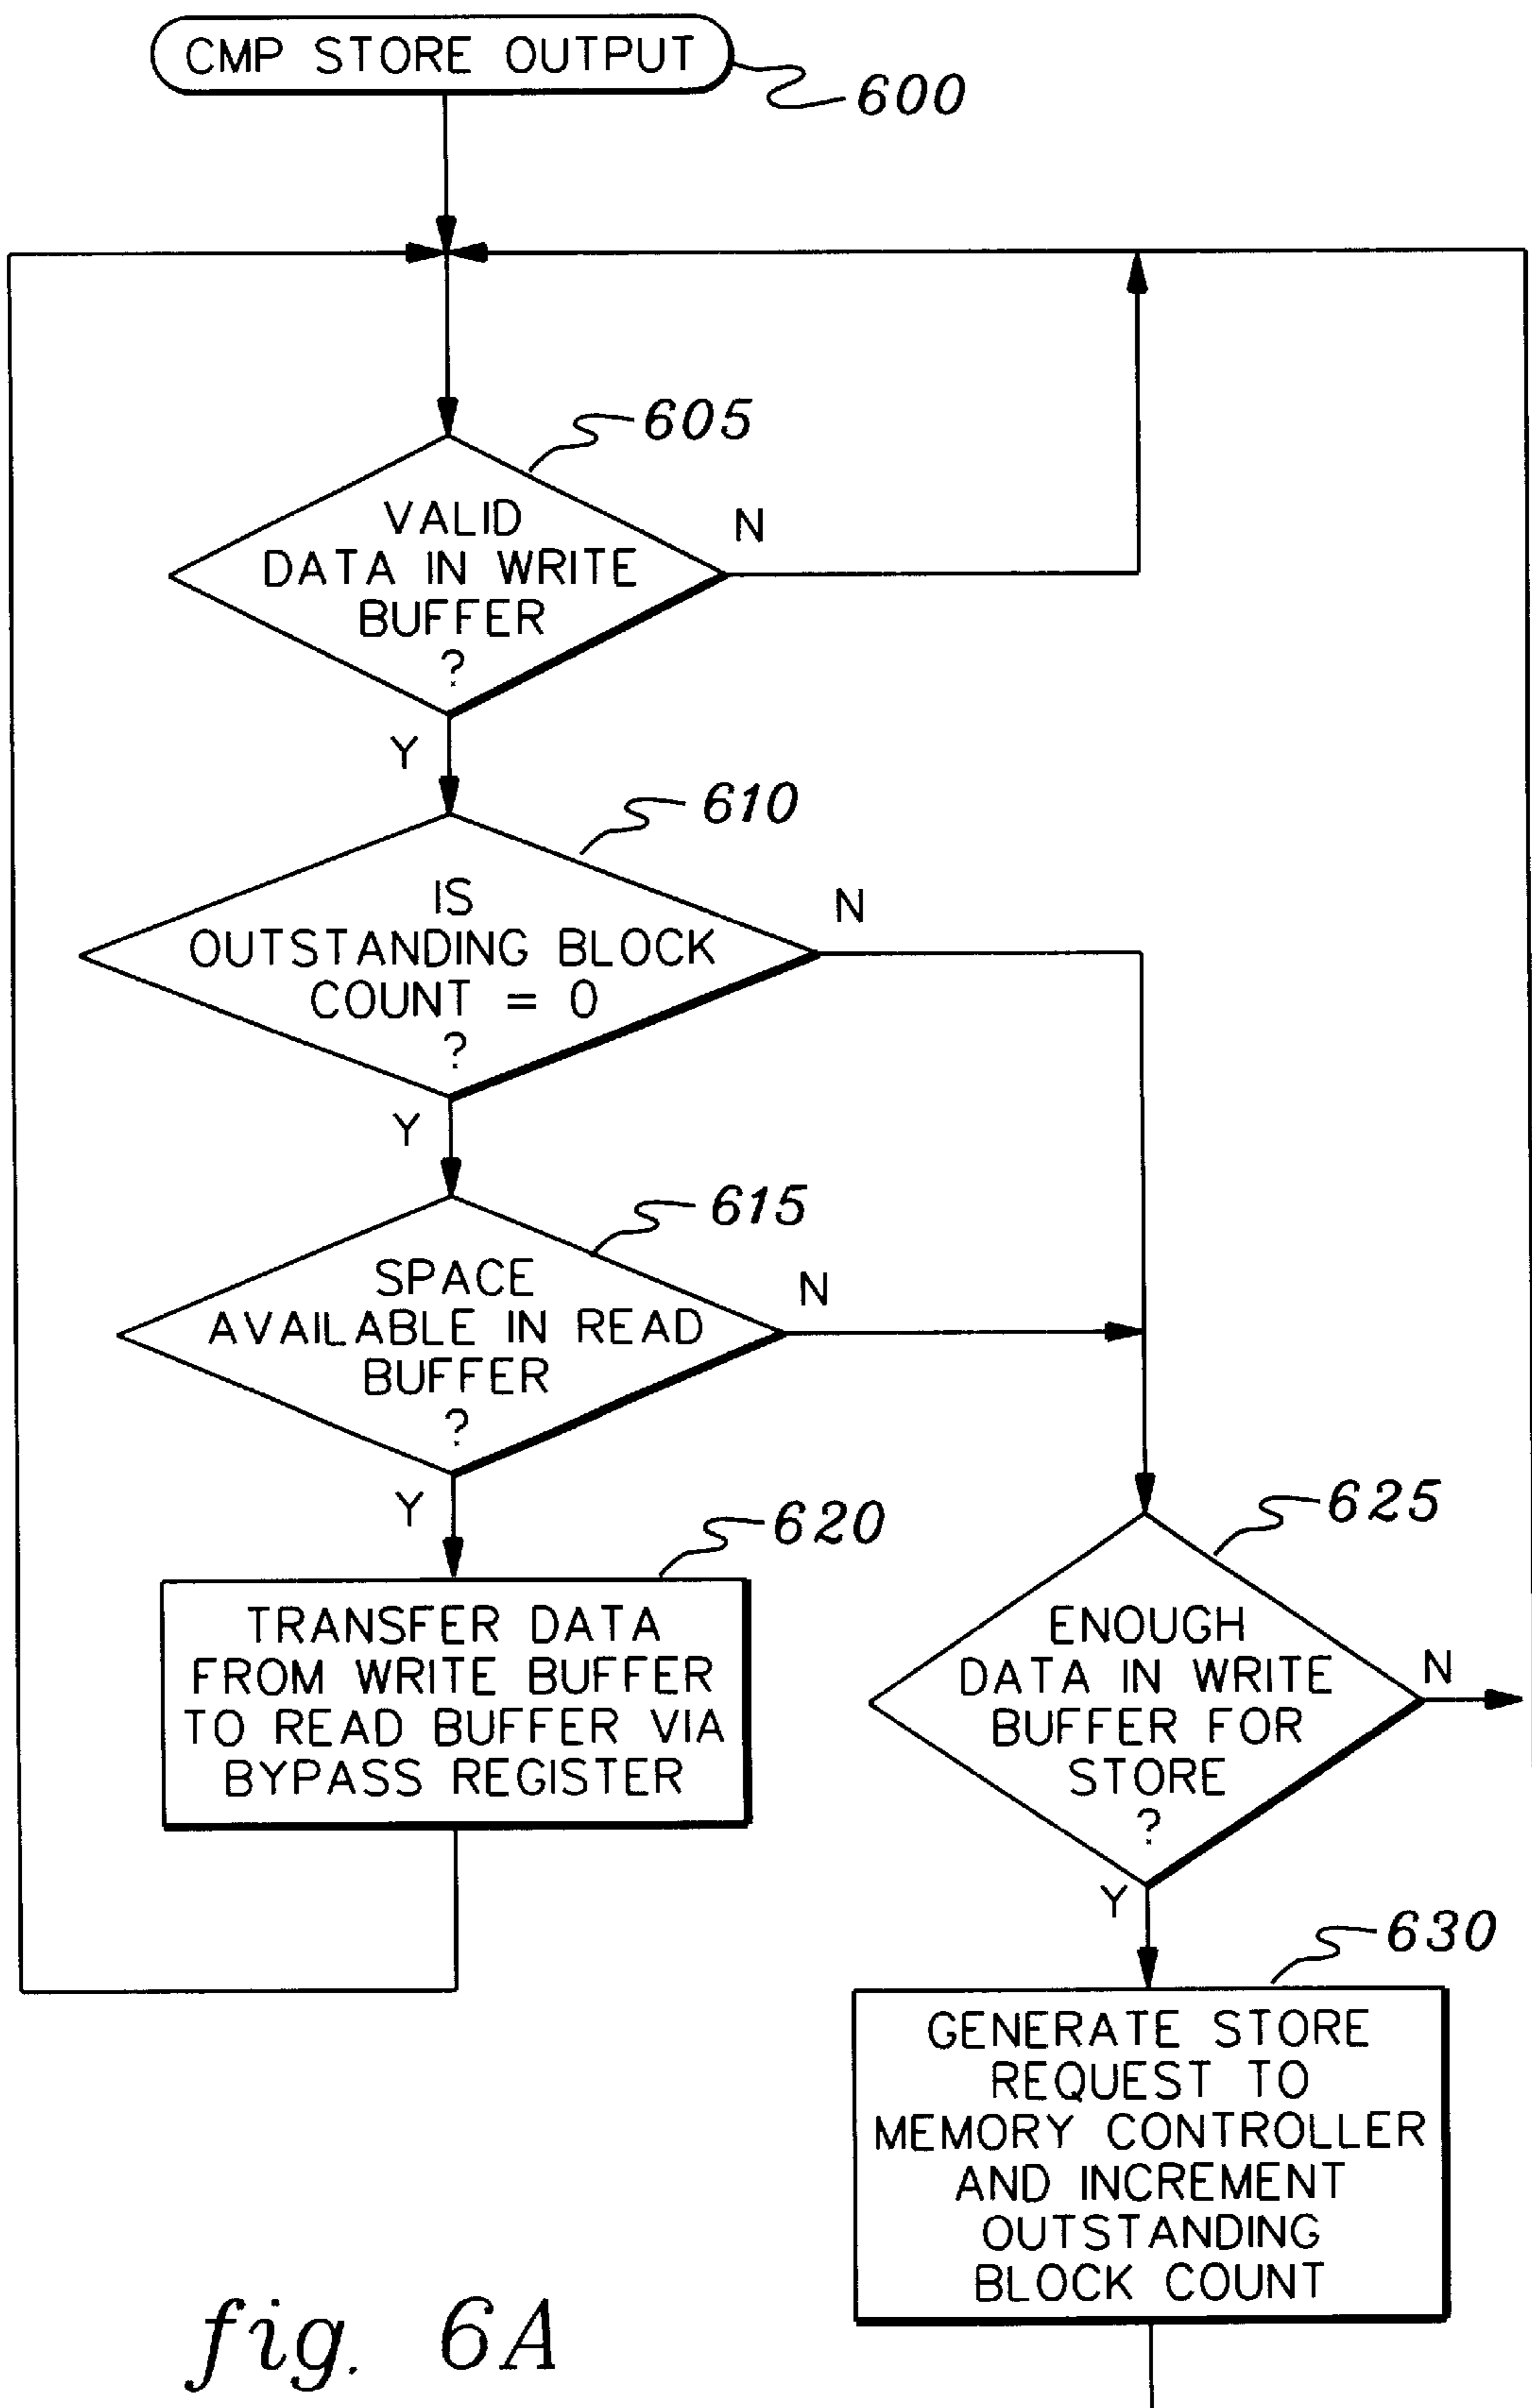 CMP STORE OUTPUT
600
605
VALID
DATA IN WRITE
BUFFER
?
N
Y
610
IS
OUTSTANDING BLOCK
COUNT = 0
?
N
Y
615
SPACE
AVAILABLE IN READ
BUFFER
?
N
Y
620
TRANSFER DATA
FROM WRITE BUFFER
TO READ BUFFER VIA
BYPASS REGISTER
625
ENOUGH
DATA IN WRITE
BUFFER FOR
STORE
?
N
Y
630
GENERATE STORE
REQUEST TO
MEMORY CONTROLLER
AND INCREMENT
OUTSTANDING
BLOCK COUNT
fig. 6A